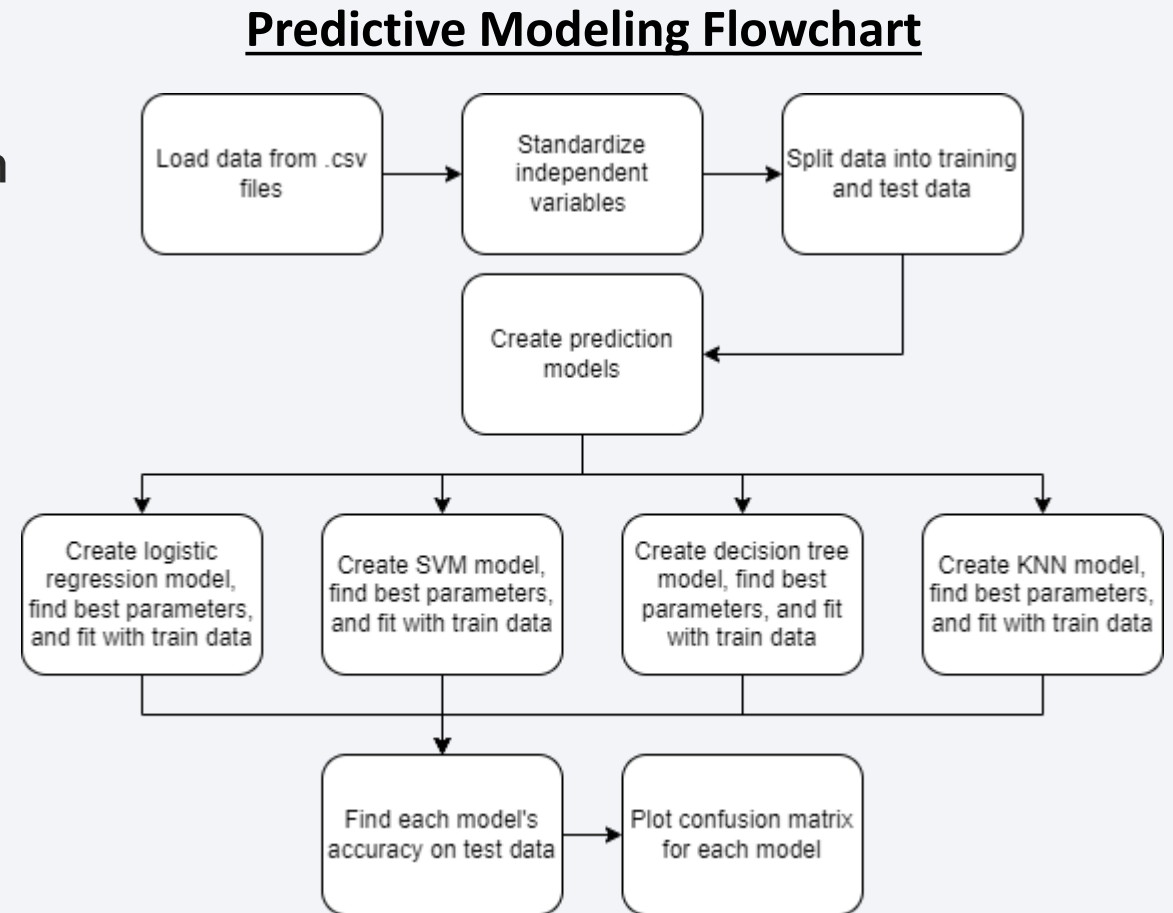 Predictive Modeling Flowchart
n
Load data from .csv
files
Standardize
independent
variables
Split data into training
and test data
Create prediction
models
Create logistic
regression model,
find best parameters,
and fit with train data
Create SVM model,
find best parameters,
and fit with train data
Create decision tree
model, find best
parameters, and fit
with train data
Create KNN model,
find best parameters,
and fit with train data
Find each model's
accuracy on test data
Plot confusion matrix
for each model